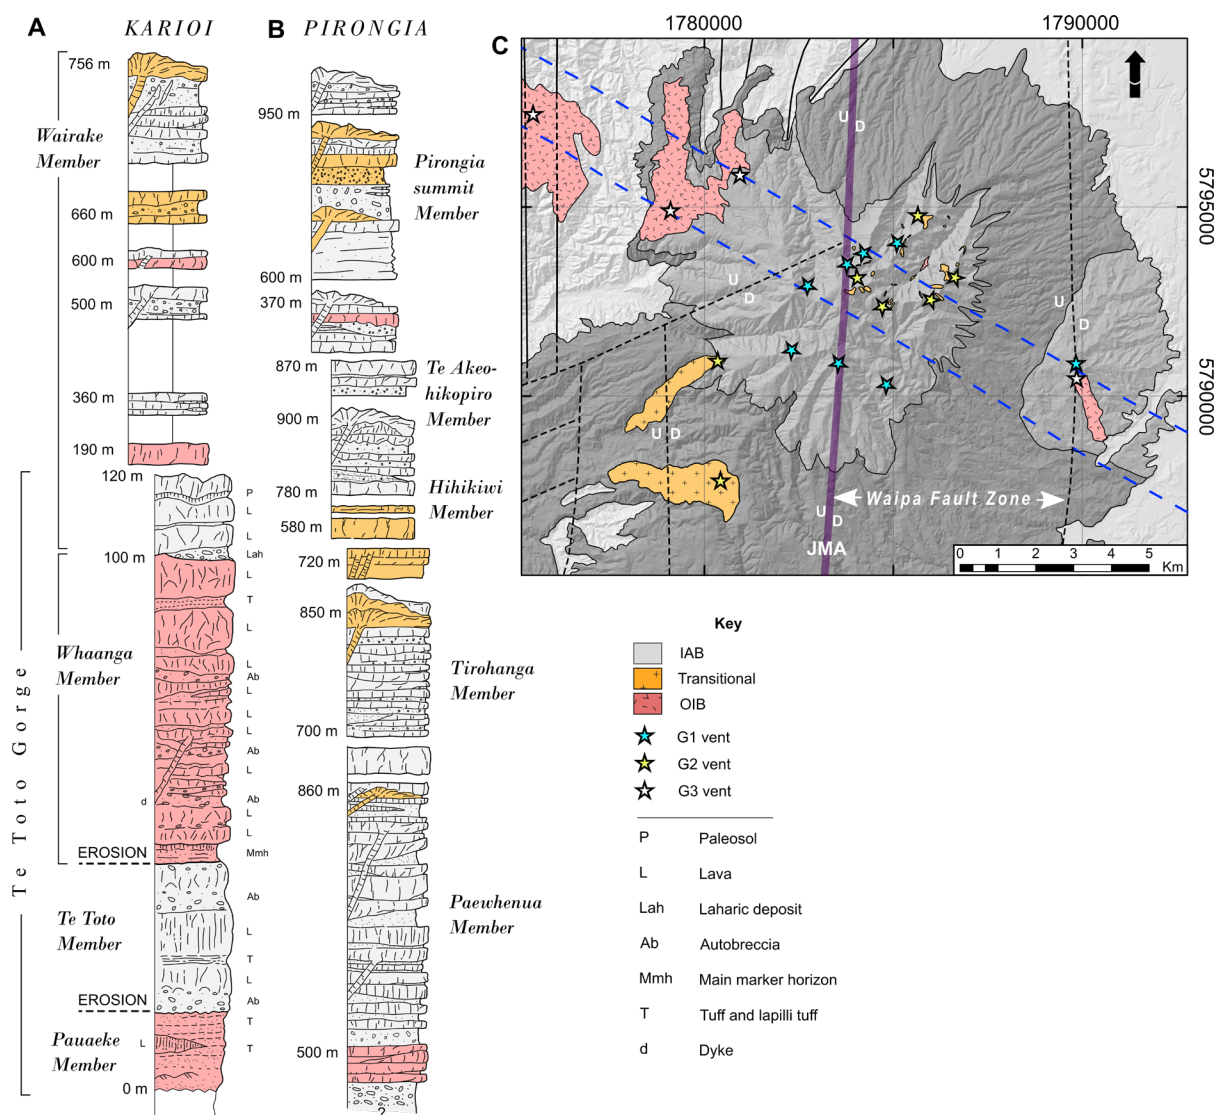 A
KARIOI
756 m
Wairake
Member
660 m
600 m
500 m
360 m
190 m
120 m
P
L
L
Lah
100 m
L
T
L
Whaanga
Member
L
Ab
L
L
Ab
L
d
Ab
L
L
EROSION
Mmh
Ab
Te Toto
Member
L
T
L
EROSION
Ab
T
Pauaeke
Member
L
T
0 m
Te Toto Gorge
B
PIRONGIA
950 m
Pirongia
summit
Member
600 m
370 m
870 m
Te Akeo-
hikopiro
Member
900 m
780 m
Hihikiwi
Member
580 m
720 m
850 m
Tirohanga
Member
700 m
860 m
Paewhenua
Member
500 m
?
C
1780000
1790000
5795000
5790000
U
D
U
D
U
D
U D
Waipa Fault Zone
U
D
JMA
0 1 2 3 4 5
Km
Key
IAB
Transitional
OIB
G1 vent
G2 vent
G3 vent
P Paleosol
L Lava
Lah Laharic deposit
Ab Autobreccia
Mmh Main marker horizon
T Tuff and lapilli tuff
d Dyke